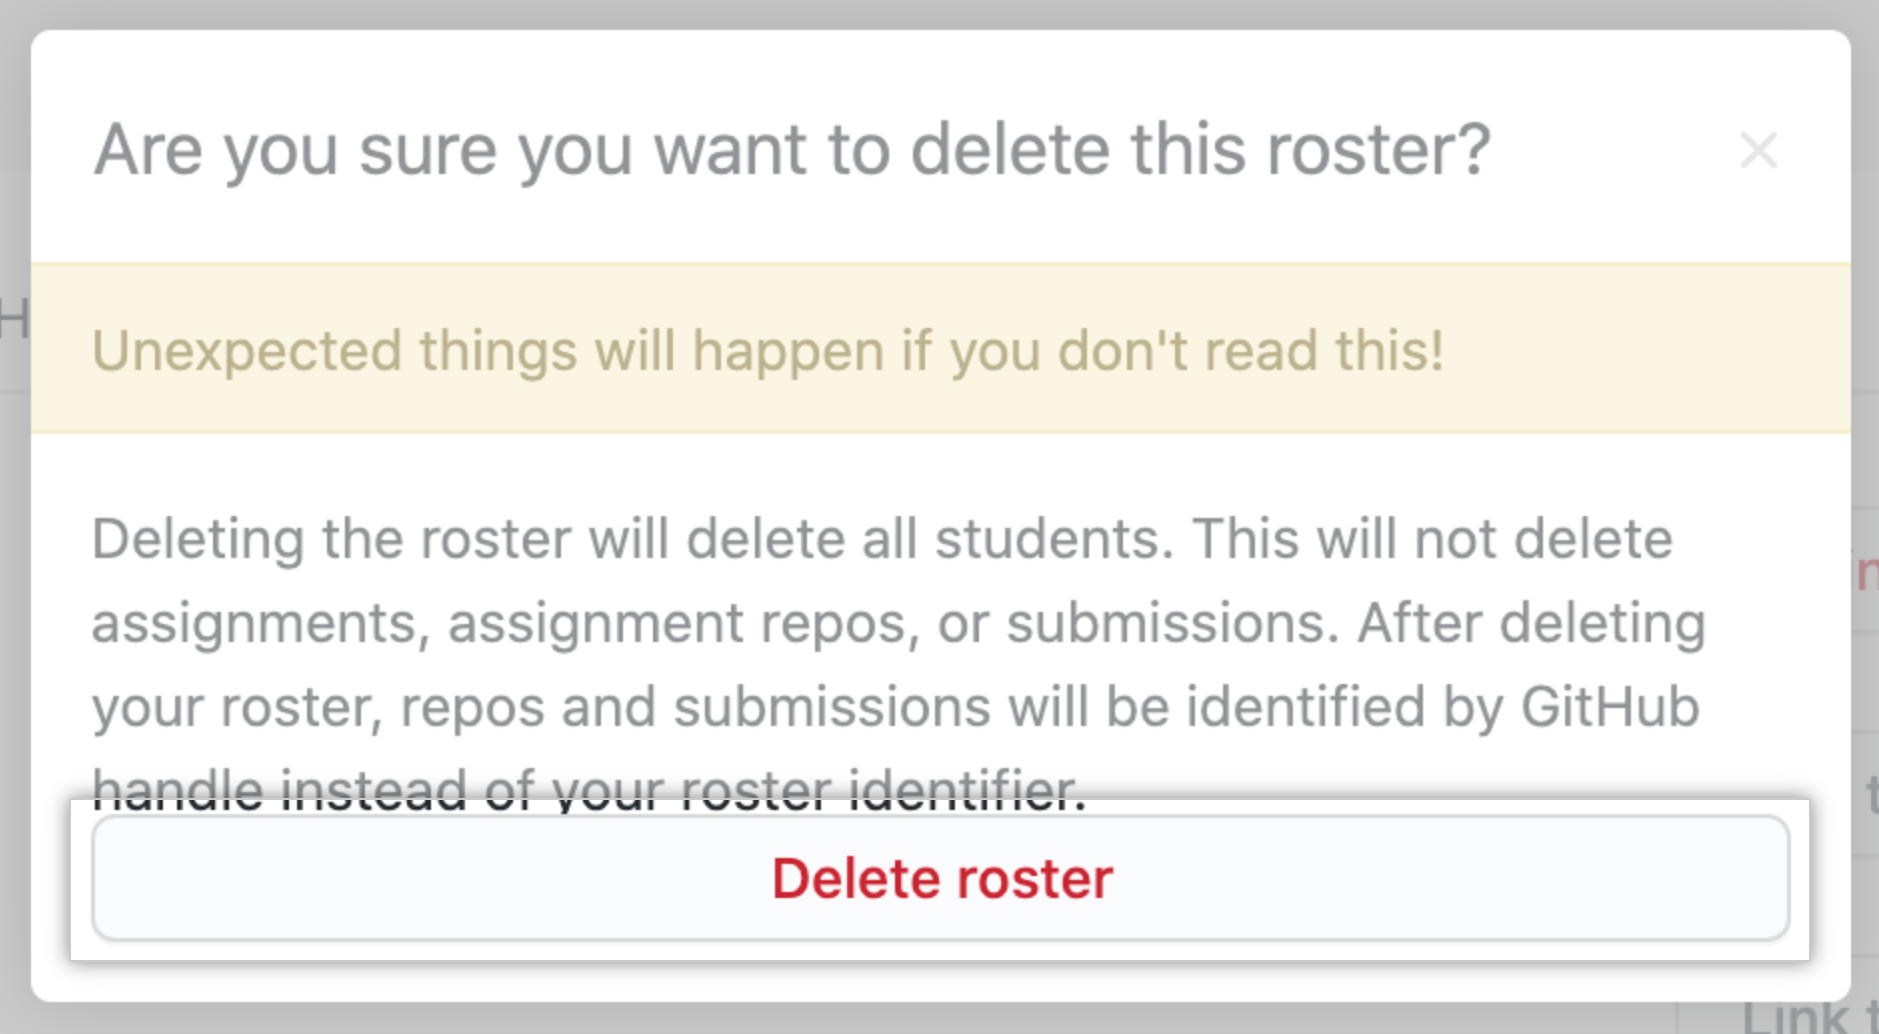 Are you sure you want to delete this roster?
H
Unexpected things will happen if you don't read this!
Deleting the roster will delete all students. This will not delete
assignments, assignment repos, or submissions. After deleting
your roster, repos and submissions will be identified by GitHub
handle instead of your roster identifier.
Delete roster
Link t